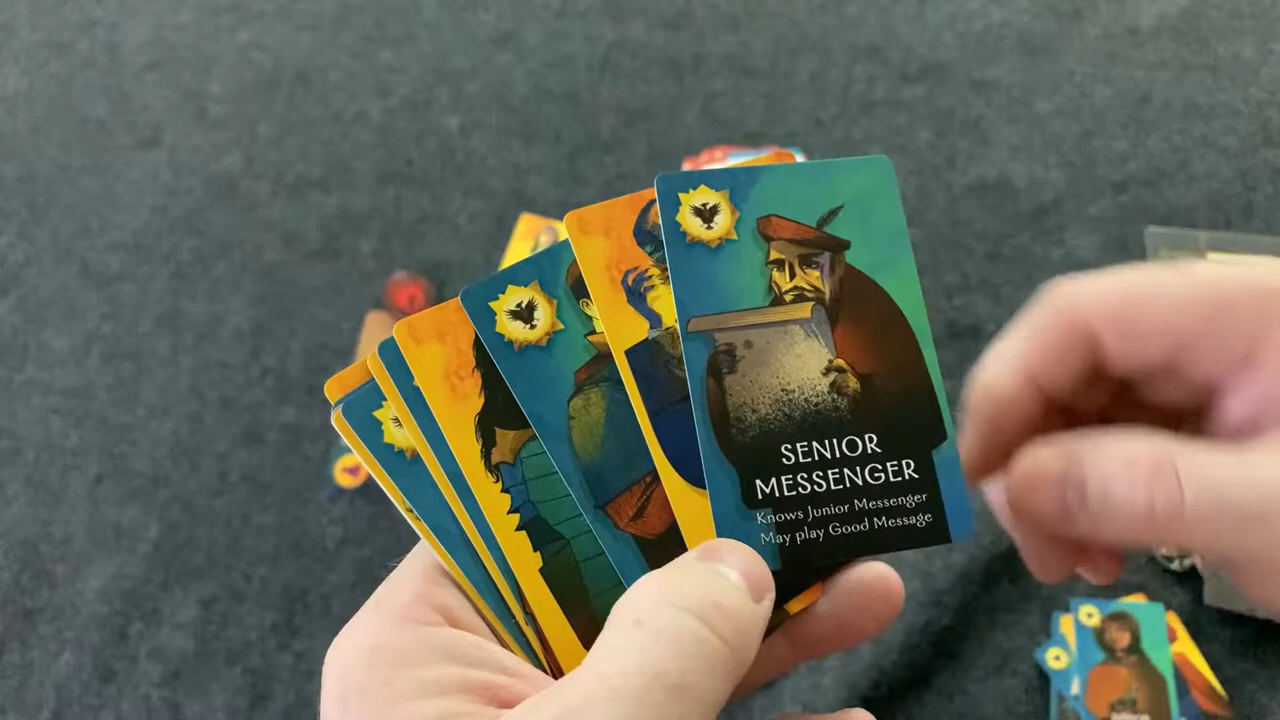 SENIOR
MESSENGER
Knows Junior Messenger
May play Good Message